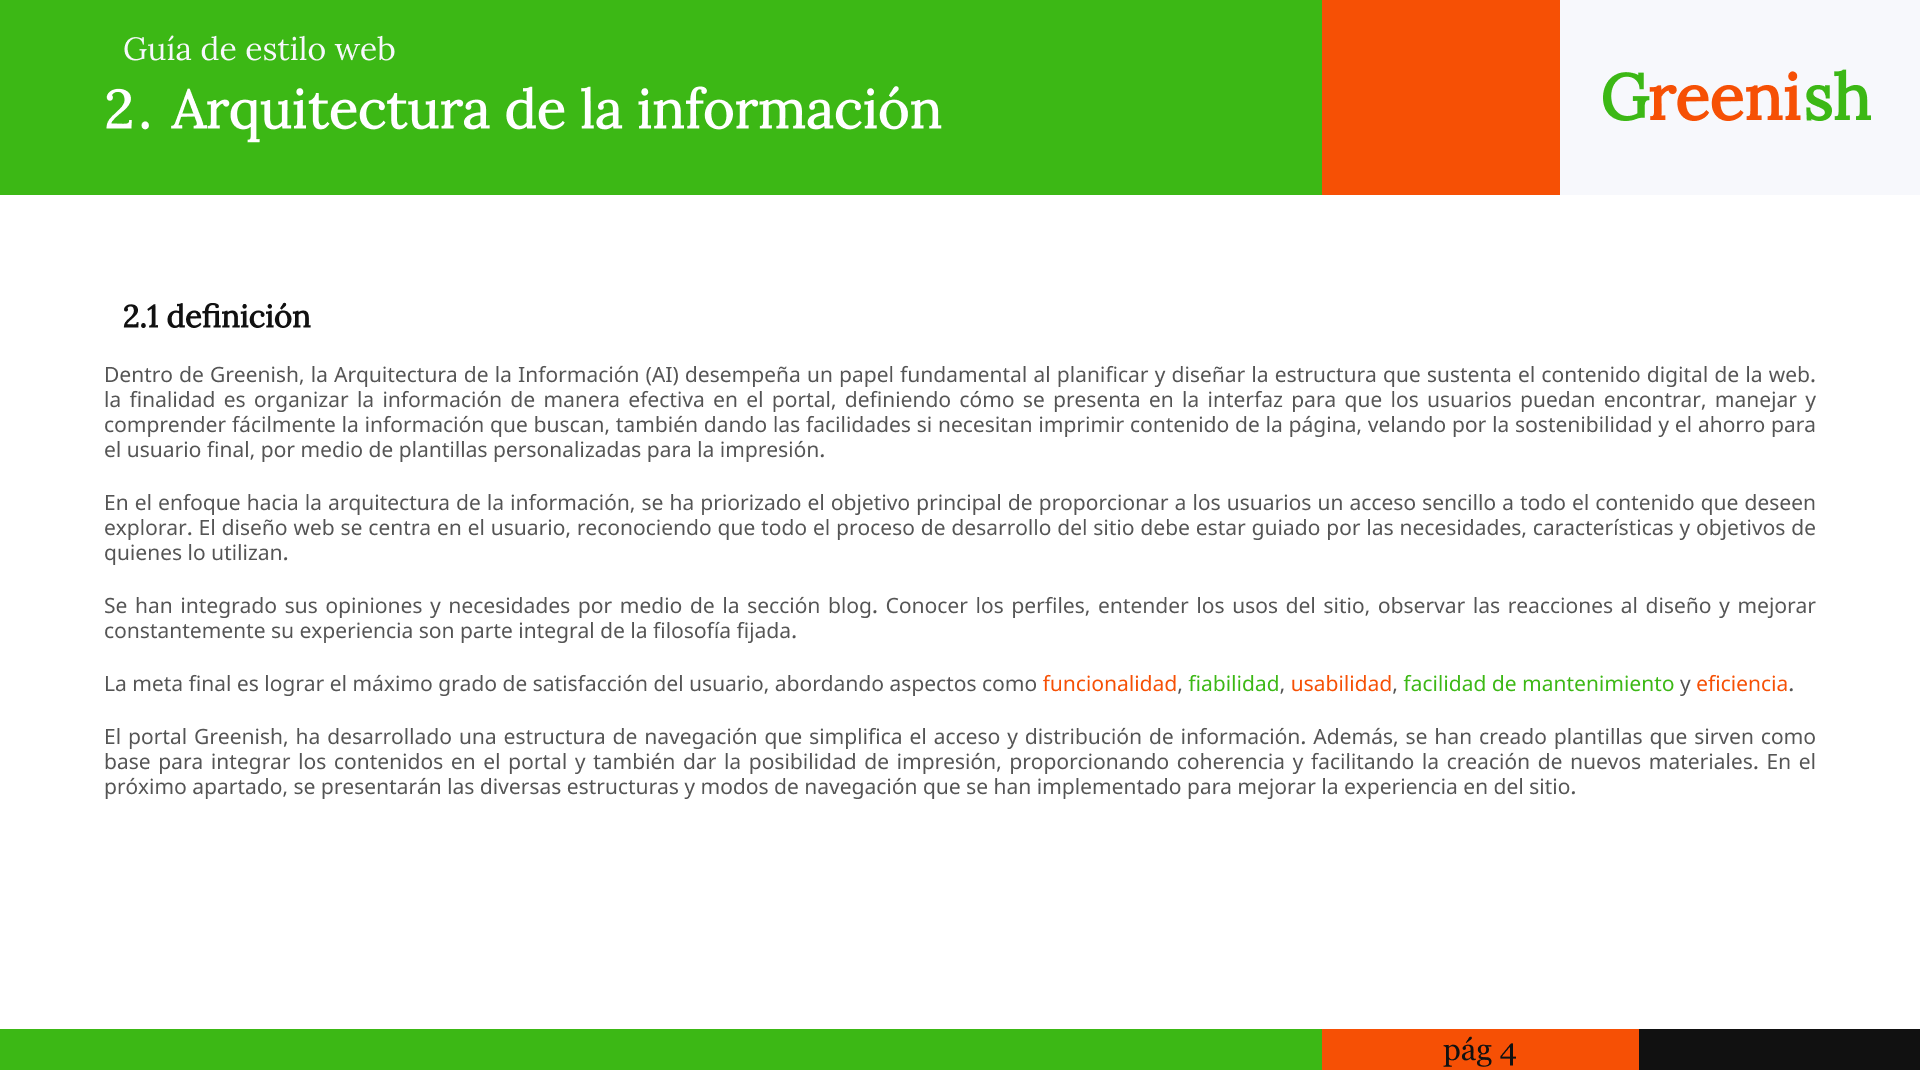 Guía de estilo web
2. Arquitectura de la información
Greenish
2.1 definición
Dentro de Greenish, la Arquitectura de la Información (AI) desempeña un papel fundamental al planificar y diseñar la estructura que sustenta el contenido digital de la web.
la finalidad es organizar la información de manera efectiva en el portal, definiendo cómo se presenta en la interfaz para que los usuarios puedan encontrar, manejar y
comprender fácilmente la información que buscan, también dando las facilidades si necesitan imprimir contenido de la página, velando por la sostenibilidad y el ahorro para
el usuario final, por medio de plantillas personalizadas para la impresión.
En el enfoque hacia la arquitectura de la información, se ha priorizado el objetivo principal de proporcionar a los usuarios un acceso sencillo a todo el contenido que deseen
explorar. El diseño web se centra en el usuario, reconociendo que todo el proceso de desarrollo del sitio debe estar guiado por las necesidades, características y objetivos de
quienes lo utilizan.
Se han integrado sus opiniones y necesidades por medio de la sección blog. Conocer los perfiles, entender los usos del sitio, observar las reacciones al diseño y mejorar
constantemente su experiencia son parte integral de la filosofía fijada.
La meta final es lograr el máximo grado de satisfacción del usuario, abordando aspectos como funcionalidad, fiabilidad, usabilidad, facilidad de mantenimiento y eficiencia.
El portal Greenish, ha desarrollado una estructura de navegación que simplifica el acceso y distribución de información. Además, se han creado plantillas que sirven como
base para integrar los contenidos en el portal y también dar la posibilidad de impresión, proporcionando coherencia y facilitando la creación de nuevos materiales. En el
próximo apartado, se presentarán las diversas estructuras y modos de navegación que se han implementado para mejorar la experiencia en del sitio.
pág 4